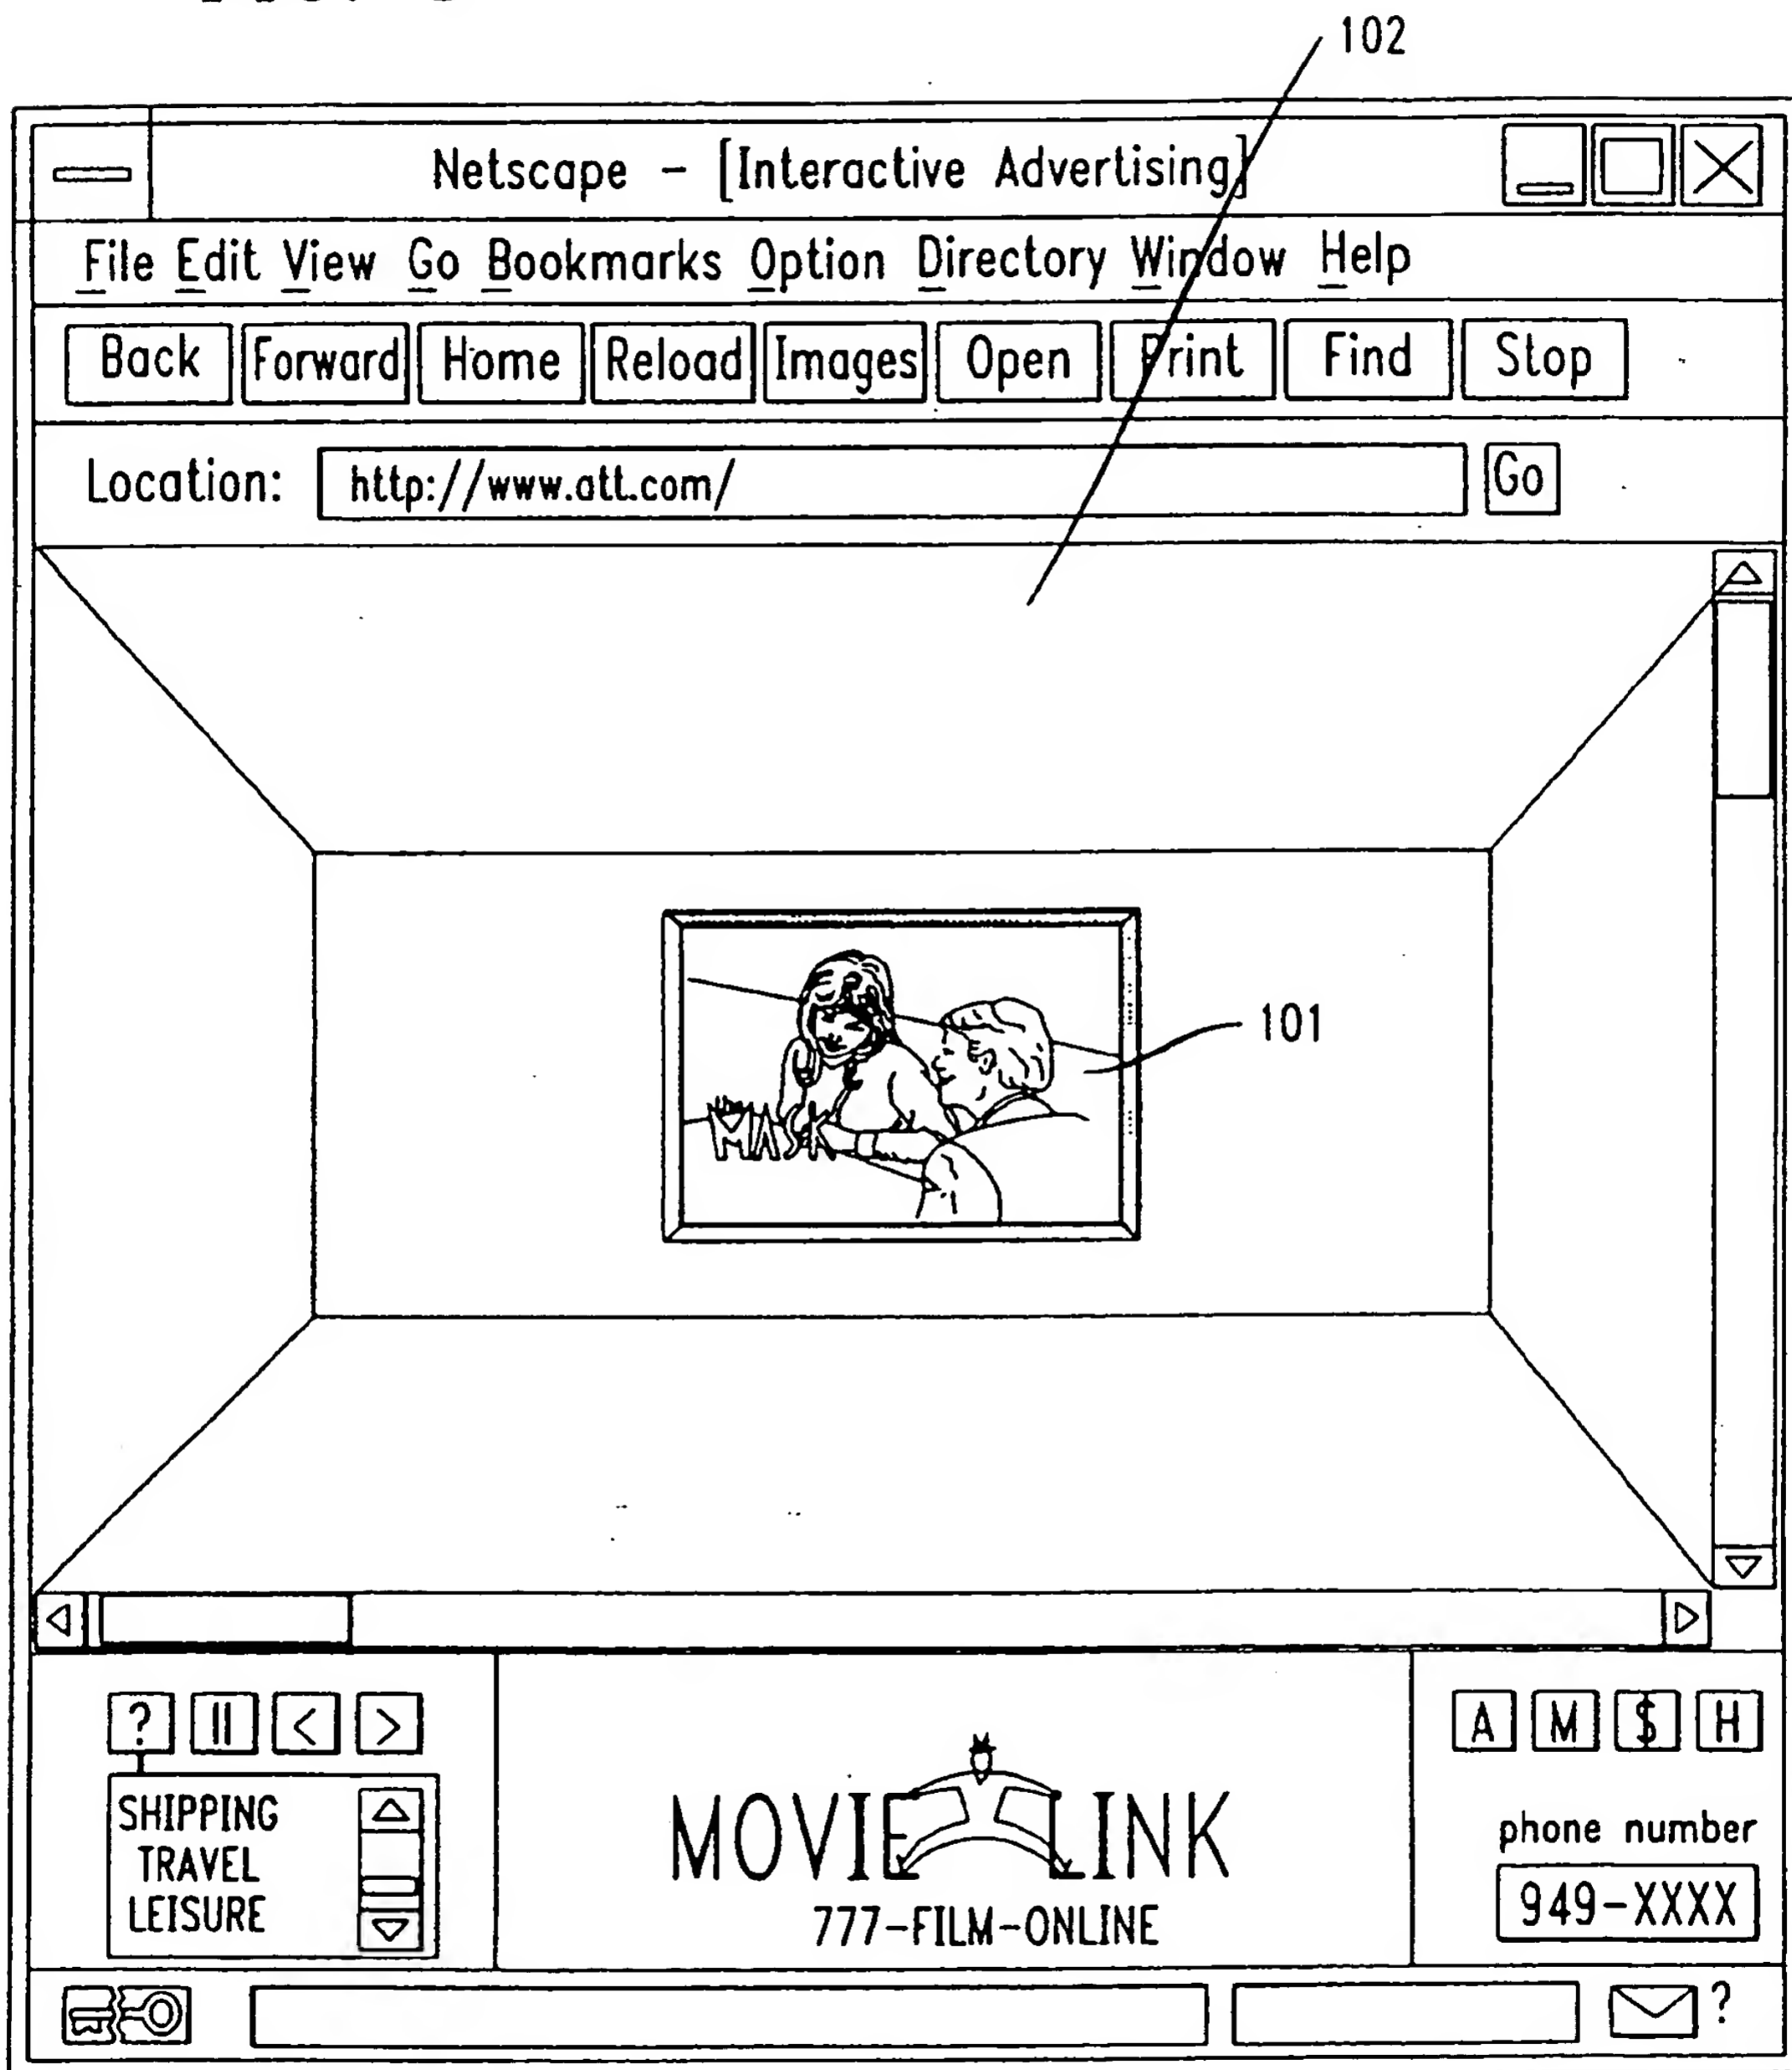 102
Netscape - [Interactive Advertising]
File Edit View Go Bookmarks Option Directory Window Help
Back Forward Home Reload Images Open Print Find Stop
Location: http://www.att.com/ Go
101
the MASK
? || < >
A M $ H
SHIPPING
TRAVEL
LEISURE
MOVIE LINK
777-FILM-ONLINE
phone number
949-XXXX
?